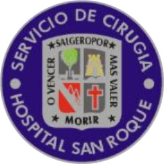 SERVICIO DE CIRUGIA
SALGEROPOR
O VENCER
MAS VALER
MORIR
• HOSPITAL SAN ROQUE •